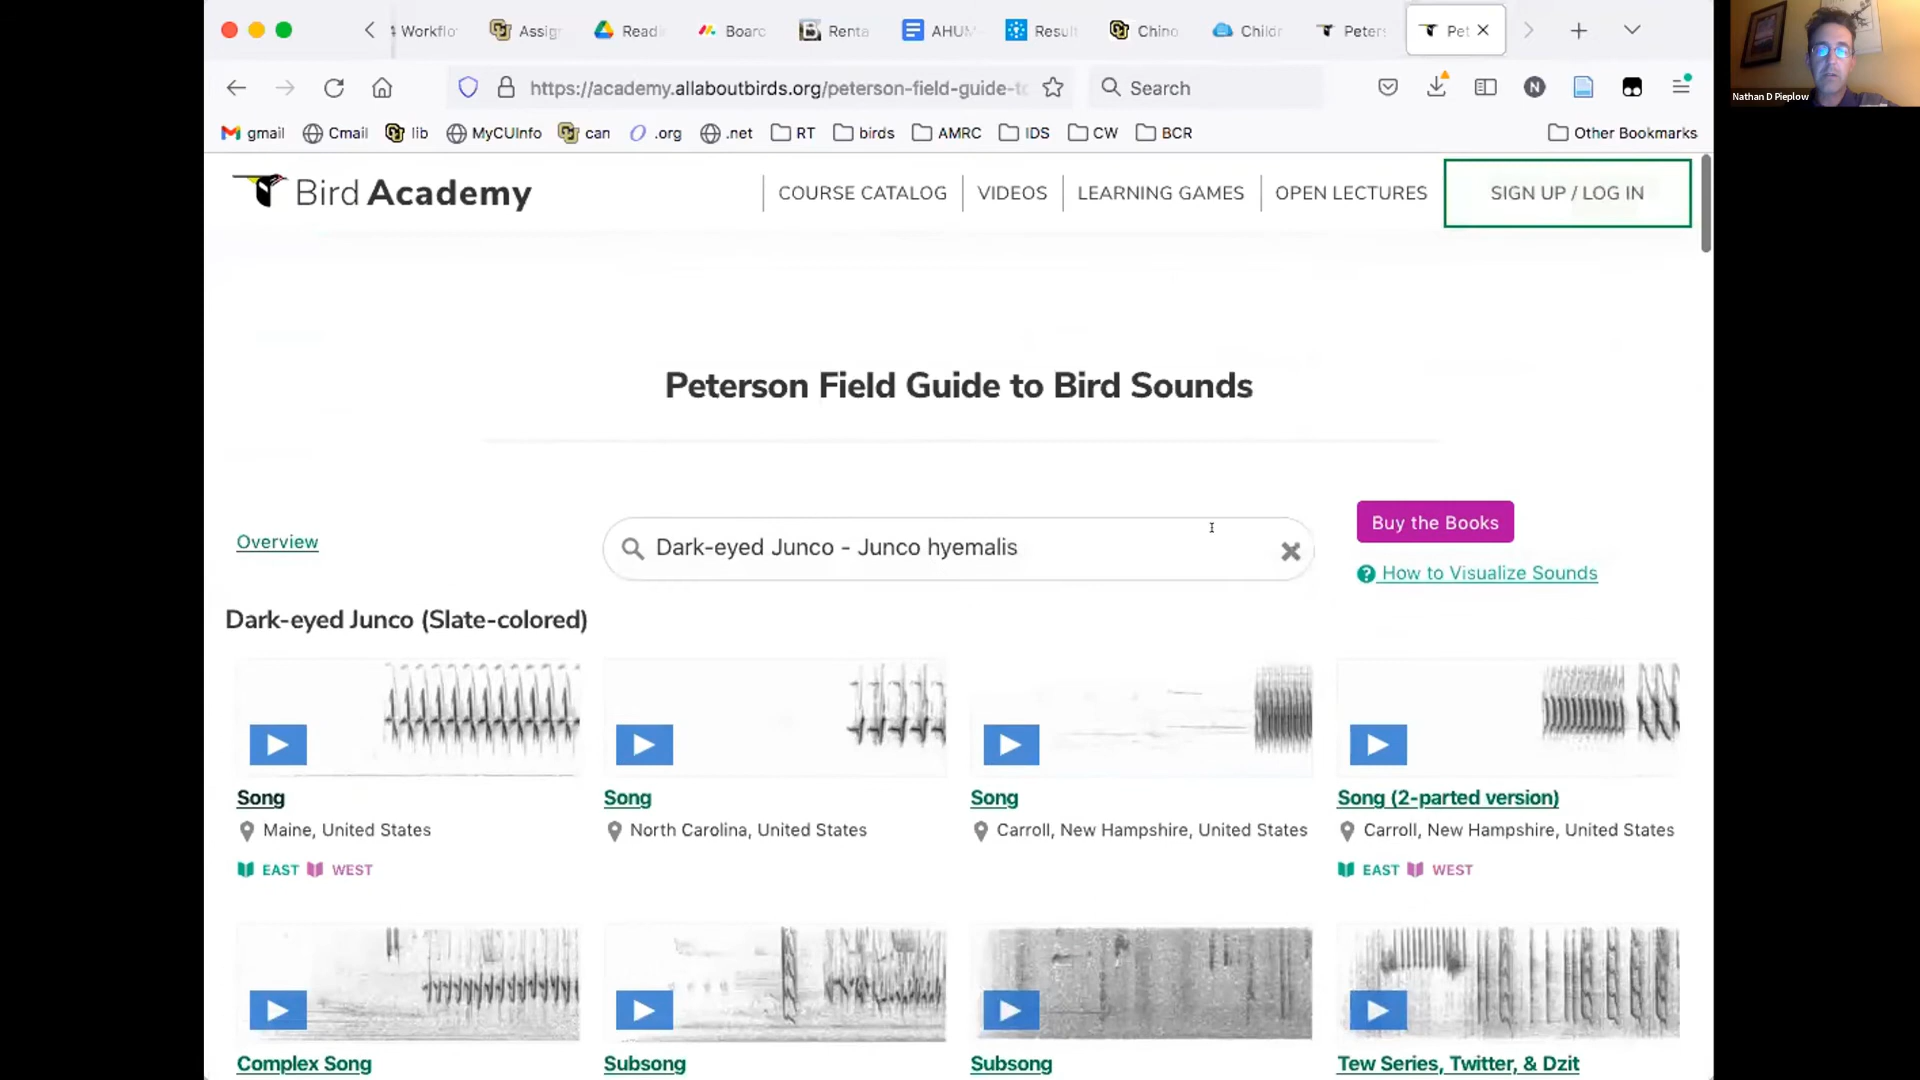 Workflo
Assig
Readi
Boarc
Renta
AHUM
Result
Chino
Childr
Peters
Pet
https://academy.allaboutbirds.org/peterson-field-guide-to
Search
N
gmail
Cmail
lib
MyCUInfo
can
.org
.net
RT
birds
AMRC
IDS
CW
BCR
Other Bookmarks
Nathan D Pieplow
Bird Academy
COURSE CATALOG
VIDEOS
LEARNING GAMES
OPEN LECTURES
SIGN UP / LOG IN
Peterson Field Guide to Bird Sounds
Overview
Dark-eyed Junco - Junco hyemalis
Buy the Books
? How to Visualize Sounds
Dark-eyed Junco (Slate-colored)
Song
Maine, United States
EAST WEST
Song
North Carolina, United States
Song
Carroll, New Hampshire, United States
Song (2-parted version)
Carroll, New Hampshire, United States
EAST WEST
Complex Song
Subsong
Subsong
Tew Series, Twitter, & Dzit